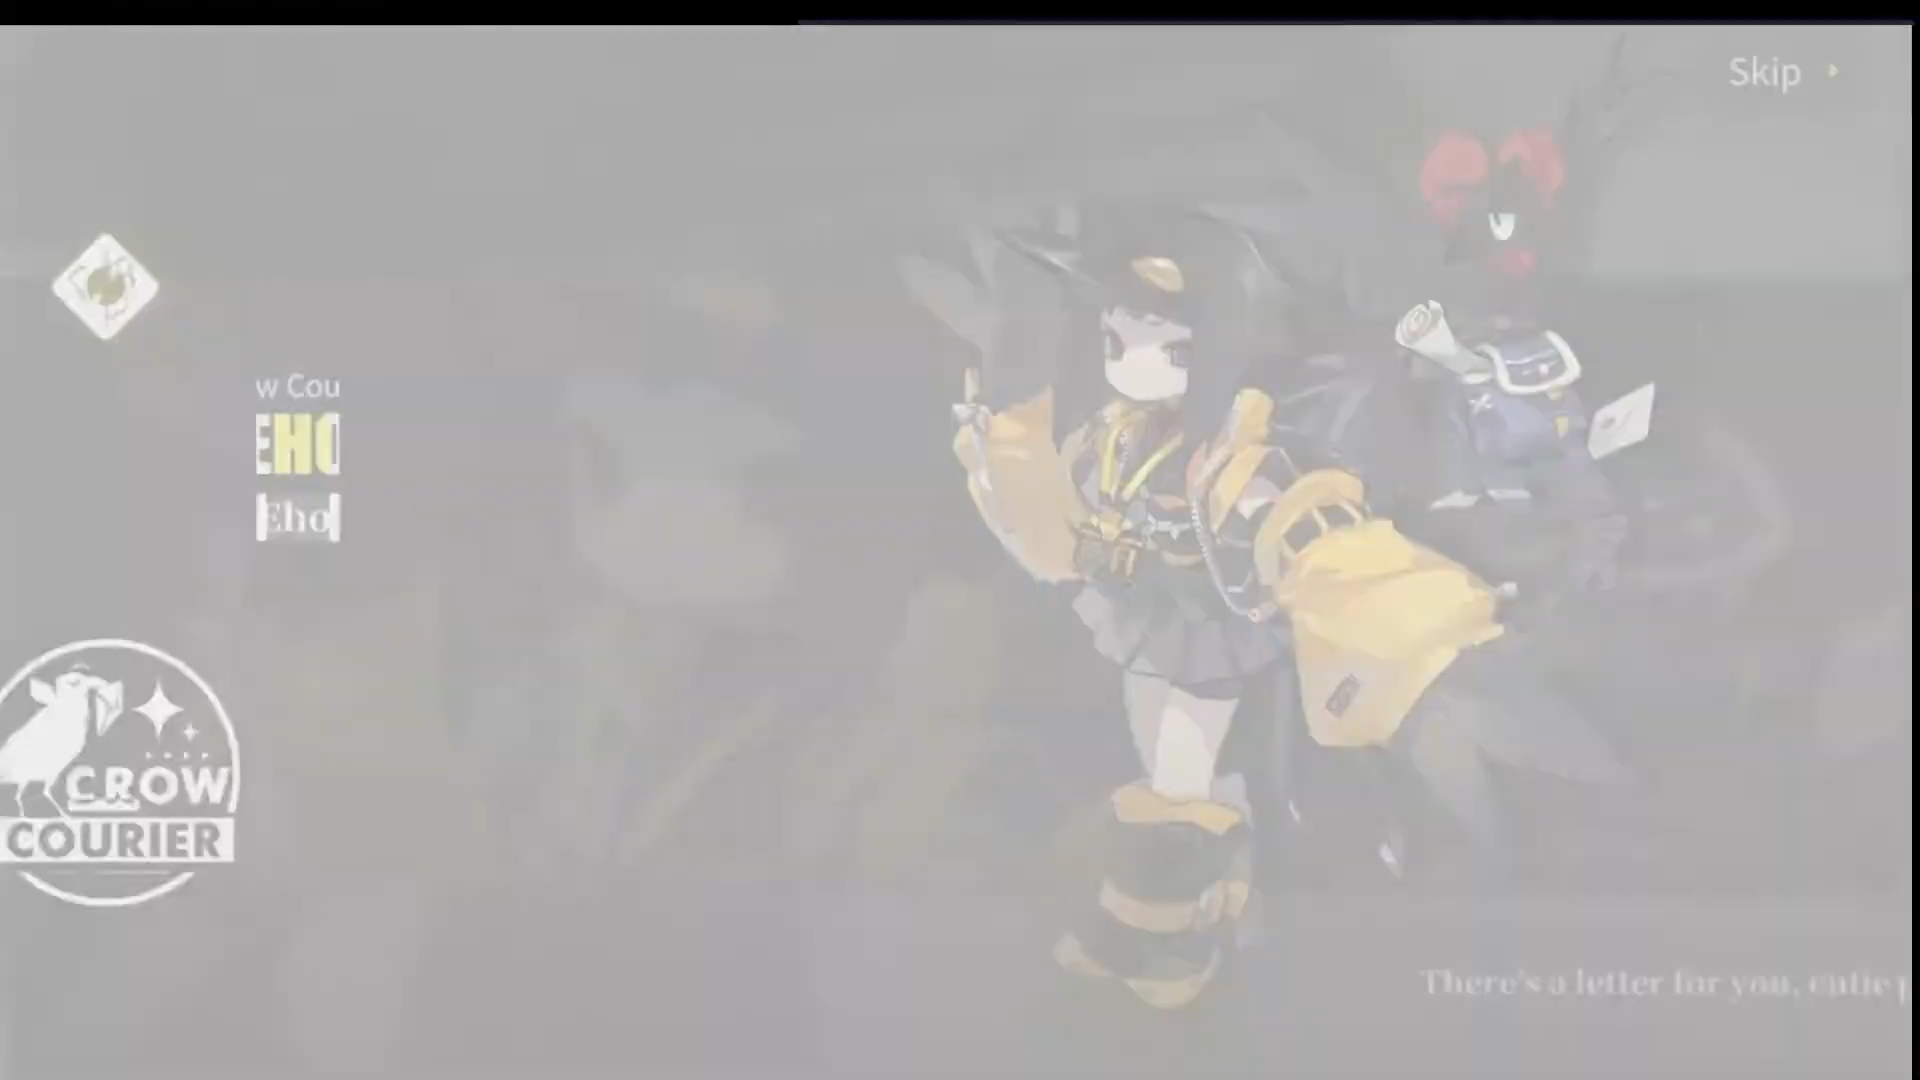 Skip
w Cou
EHO
Eho
CROW
COURIER
There's a letter for you, cutie p